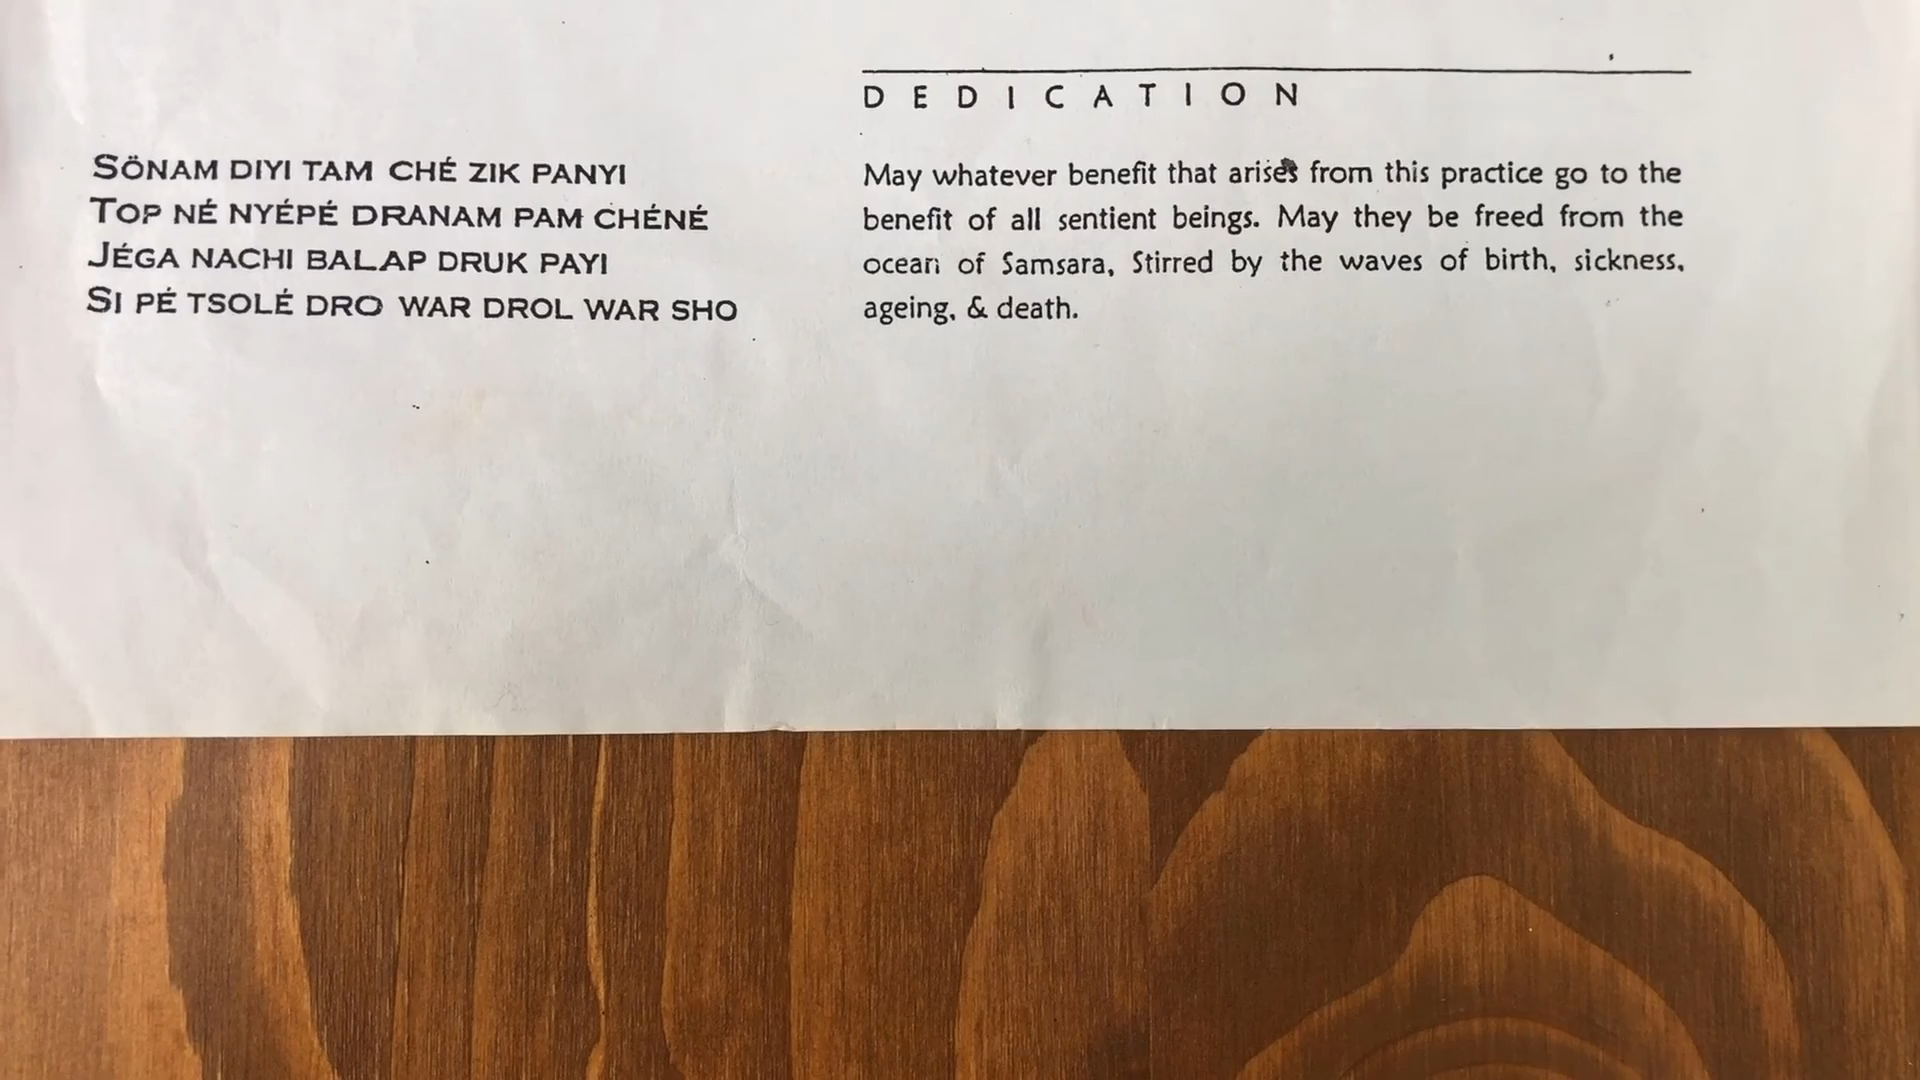 SÖNAM DIYI TAM CHÉ ZIK PANYI
TOP NÉ NYÉPÉ DRANAM PAM CHÉNÉ
JÉGA NACHI BALAP DRUK PAYI
SI PÉ TSOLÉ DRO WAR DROL WAR SHO
DEDICATION
May whatever benefit that arises from this practice go to the
benefit of all sentient beings. May they be freed from the
ocean of Samsara, Stirred by the waves of birth, sickness,
ageing, & death.